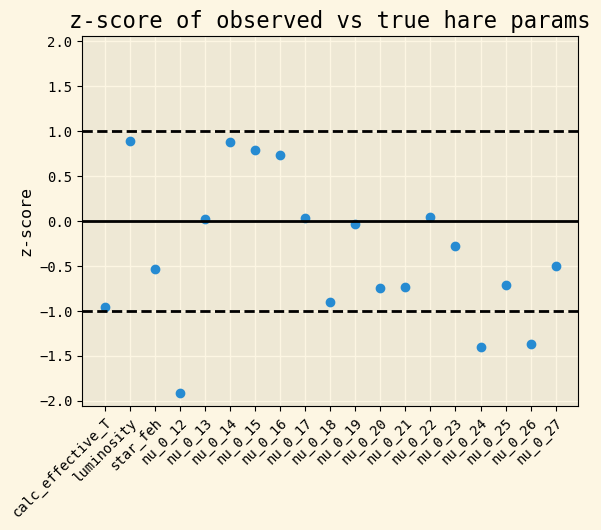 z-score of observed vs true hare params
z-score
2.0
1.5
1.0
0.5
0.0
−0.5
−1.0
−1.5
−2.0
calc_effective_T
luminosity
star_feh
nu_0_12
nu_0_13
nu_0_14
nu_0_15
nu_0_16
nu_0_17
nu_0_18
nu_0_19
nu_0_20
nu_0_21
nu_0_22
nu_0_23
nu_0_24
nu_0_25
nu_0_26
nu_0_27